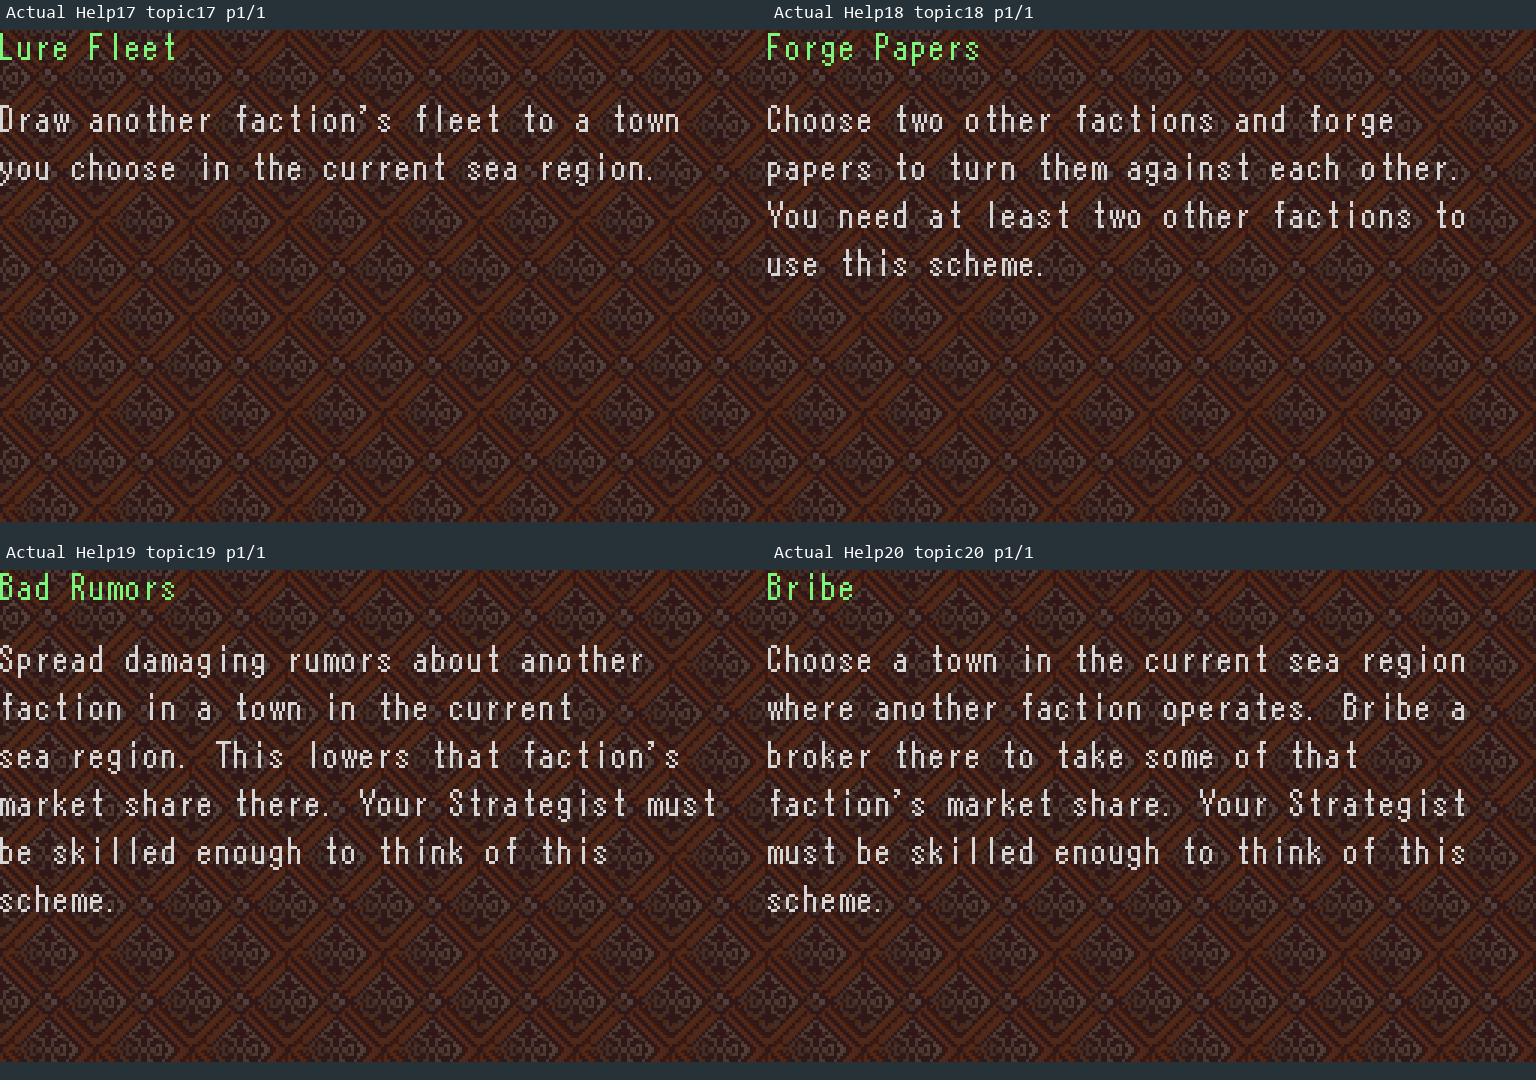 Actual Help17 topic17 p1/1
Lure Fleet
Draw another faction's fleet to a town
you choose in the current sea region.
Actual Help18 topic18 p1/1
Forge Papers
Choose two other factions and forge
papers to turn them against each other.
You need at least two other factions to
use this scheme.
Actual Help19 topic19 p1/1
Bad Rumors
Spread damaging rumors about another
faction in a town in the current
sea region. This lowers that faction's
market share there. Your Strategist must
be skilled enough to think of this
scheme.
Actual Help20 topic20 p1/1
Bribe
Choose a town in the current sea region
where another faction operates. Bribe a
broker there to take some of that
faction's market share. Your Strategist
must be skilled enough to think of this
scheme.